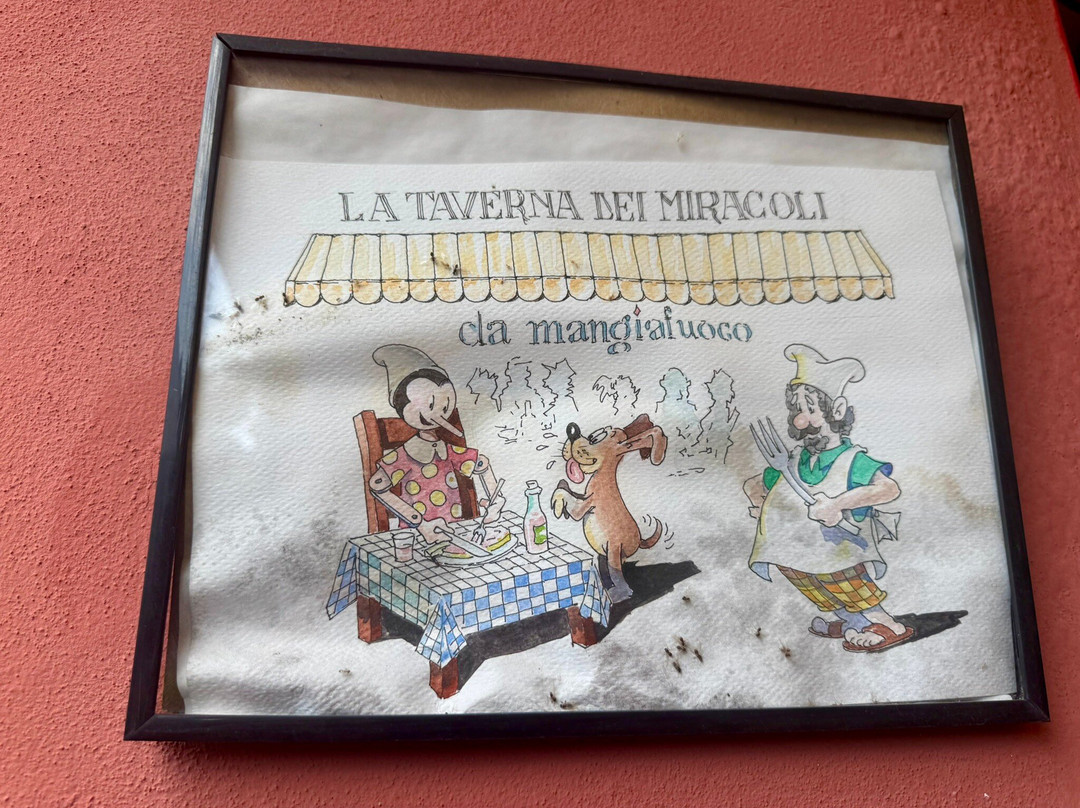 LA TAVERNA DEI MIRACOLI
da mangiafuoco